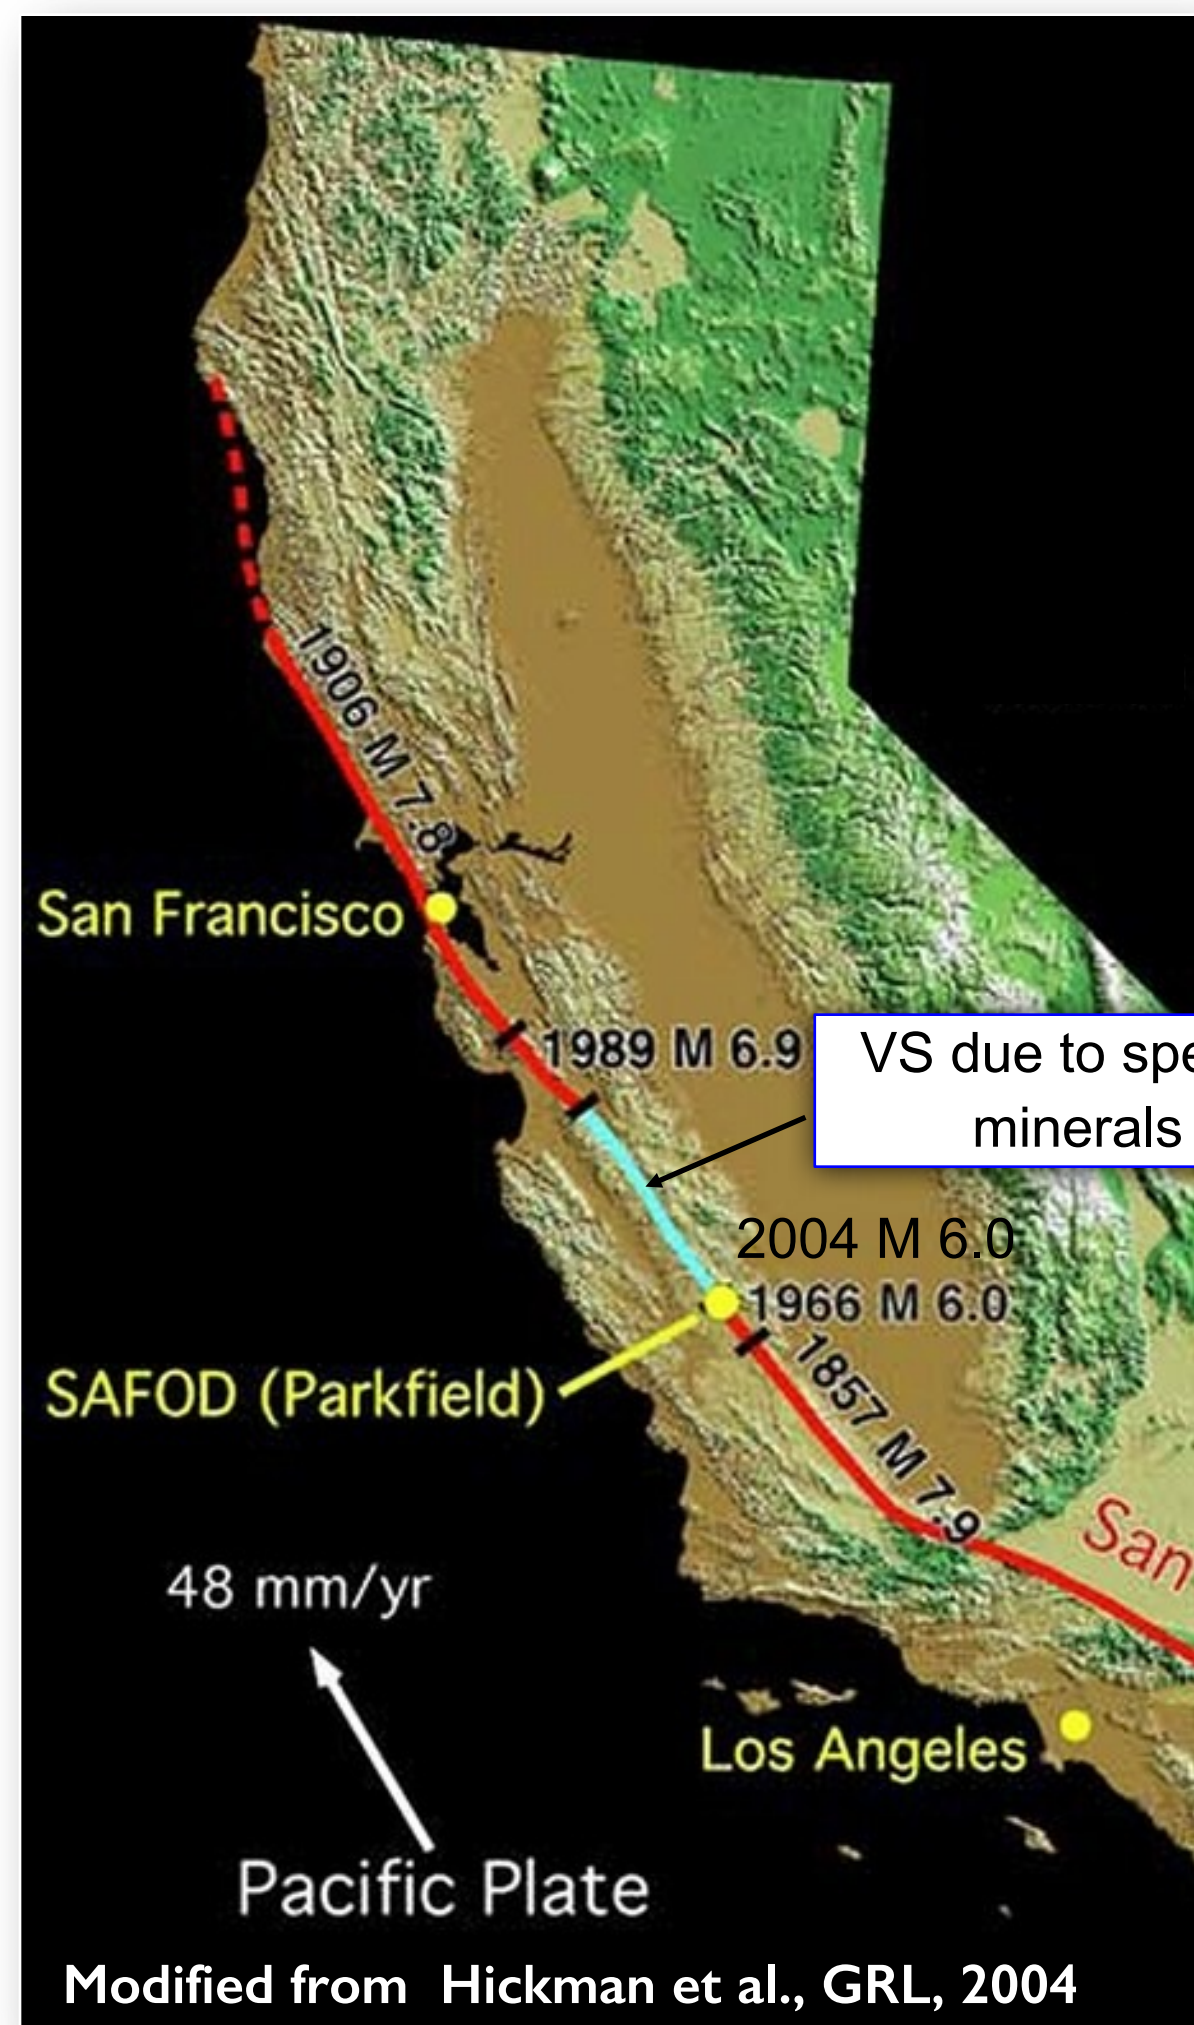 1906 M 7.8
San Francisco
1989 M 6.9
VS due to
minerals
2004 M 6.0
1966 M 6.0
SAFOD (Parkfield)
1857 M 7.9
San
48 mm/yr
Los Angeles
Pacific Plate
Modified from Hickman et al., GRL, 2004